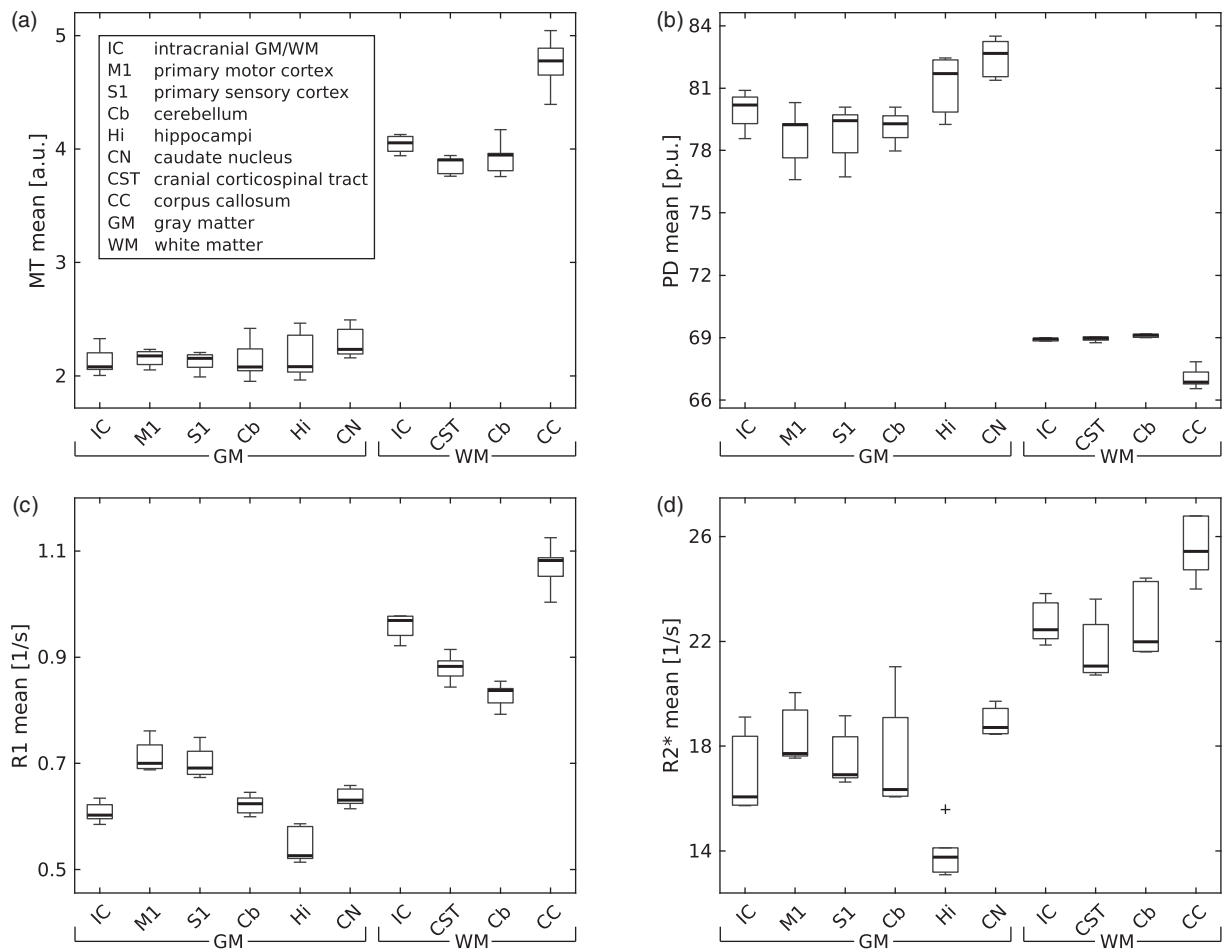 (a)
MT mean [a.u.]
5
4
3
2
IC intracranial GM/WM
M1 primary motor cortex
S1 primary sensory cortex
Cb cerebellum
Hi hippocampi
CN caudate nucleus
CST cranial corticospinal tract
CC corpus callosum
GM gray matter
WM white matter
IC M1 S1 Cb Hi CN IC CST Cb CC
GM WM
(b)
PD mean [p.u.]
84
81
78
75
72
69
66
IC M1 S1 Cb Hi CN IC CST Cb CC
GM WM
(c)
R1 mean [1/s]
1.1
0.9
0.7
0.5
IC M1 S1 Cb Hi CN IC CST Cb CC
GM WM
(d)
R2* mean [1/s]
26
22
18
14
IC M1 S1 Cb Hi CN IC CST Cb CC
GM WM